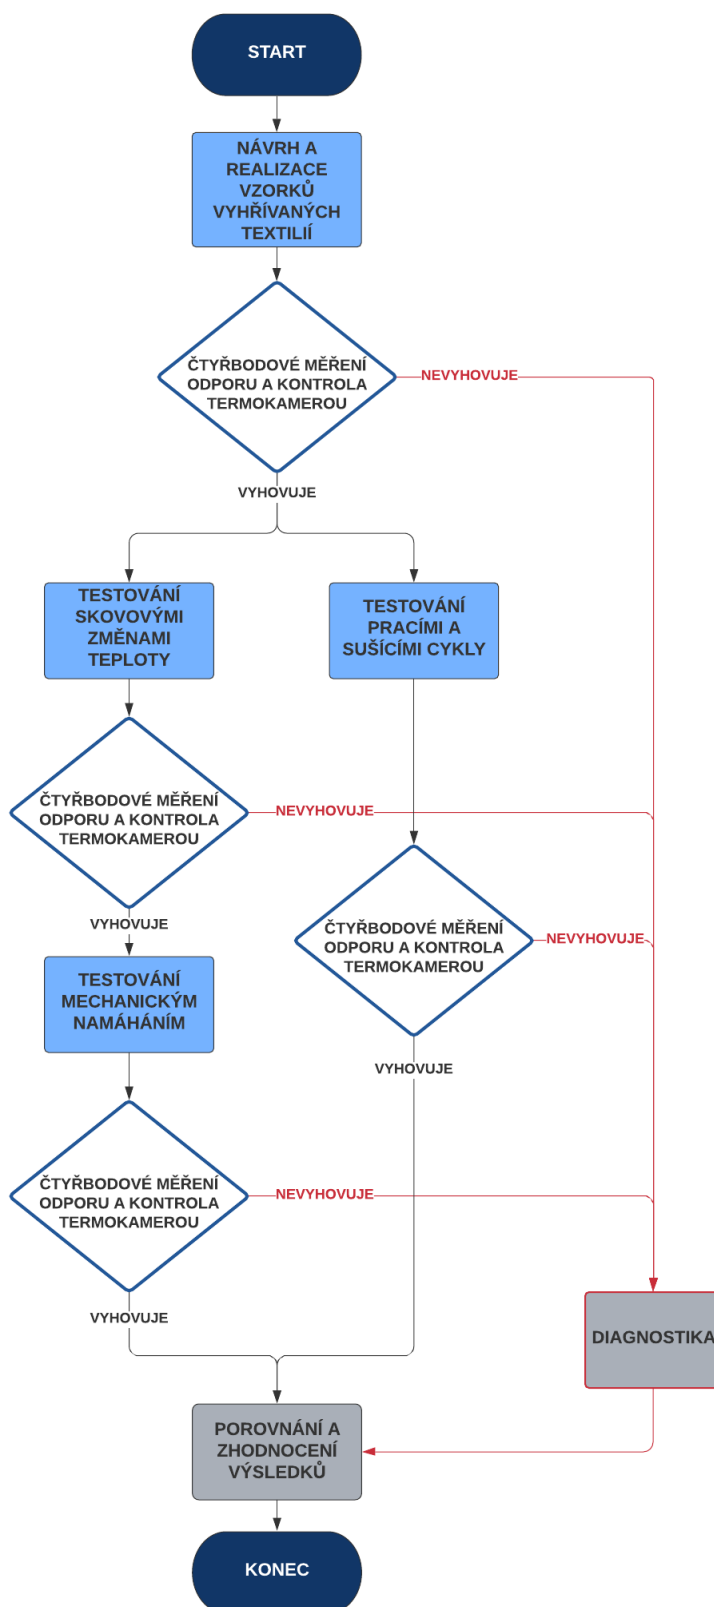 START
NÁVRH A
REALIZACE
VZORKŮ
VYHŘÍVANÝCH
TEXTILIÍ
ČTYŘBODOVÉ MĚŘENÍ
ODPORU A KONTROLA
TERMOKAMEROU
NEVYHOVUJE
VYHOVUJE
TESTOVÁNÍ
SKOVOVÝMI
ZMĚNAMI
TEPLOTY
TESTOVÁNÍ
PRACÍMI A
SUŠÍCÍMI CYKLY
ČTYŘBODOVÉ MĚŘENÍ
ODPORU A KONTROLA
TERMOKAMEROU
NEVYHOVUJE
VYHOVUJE
ČTYŘBODOVÉ MĚŘENÍ
ODPORU A KONTROLA
TERMOKAMEROU
NEVYHOVUJE
VYHOVUJE
TESTOVÁNÍ
MECHANICKÝM
NAMÁHÁNÍM
ČTYŘBODOVÉ MĚŘENÍ
ODPORU A KONTROLA
TERMOKAMEROU
NEVYHOVUJE
VYHOVUJE
DIAGNOSTIKA
POROVNÁNÍ A
ZHODNOCENÍ
VÝSLEDKŮ
KONEC